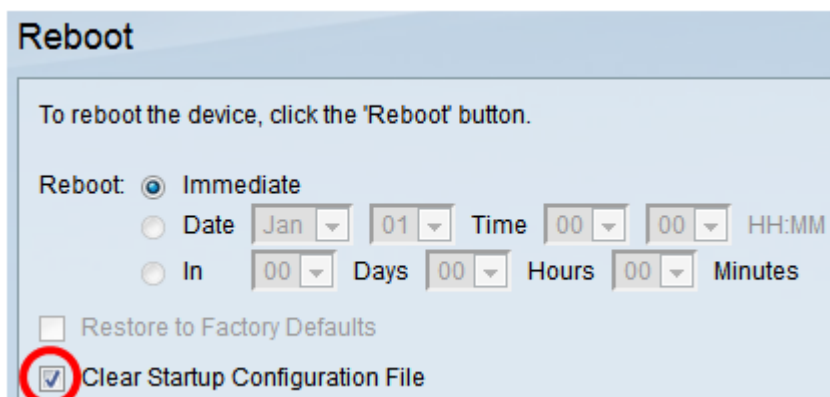 Reboot
To reboot the device, click the 'Reboot' button.
Reboot: Immediate
Date Jan 01 Time 00 00 HH:MM
In 00 Days 00 Hours 00 Minutes
Restore to Factory Defaults
Clear Startup Configuration File